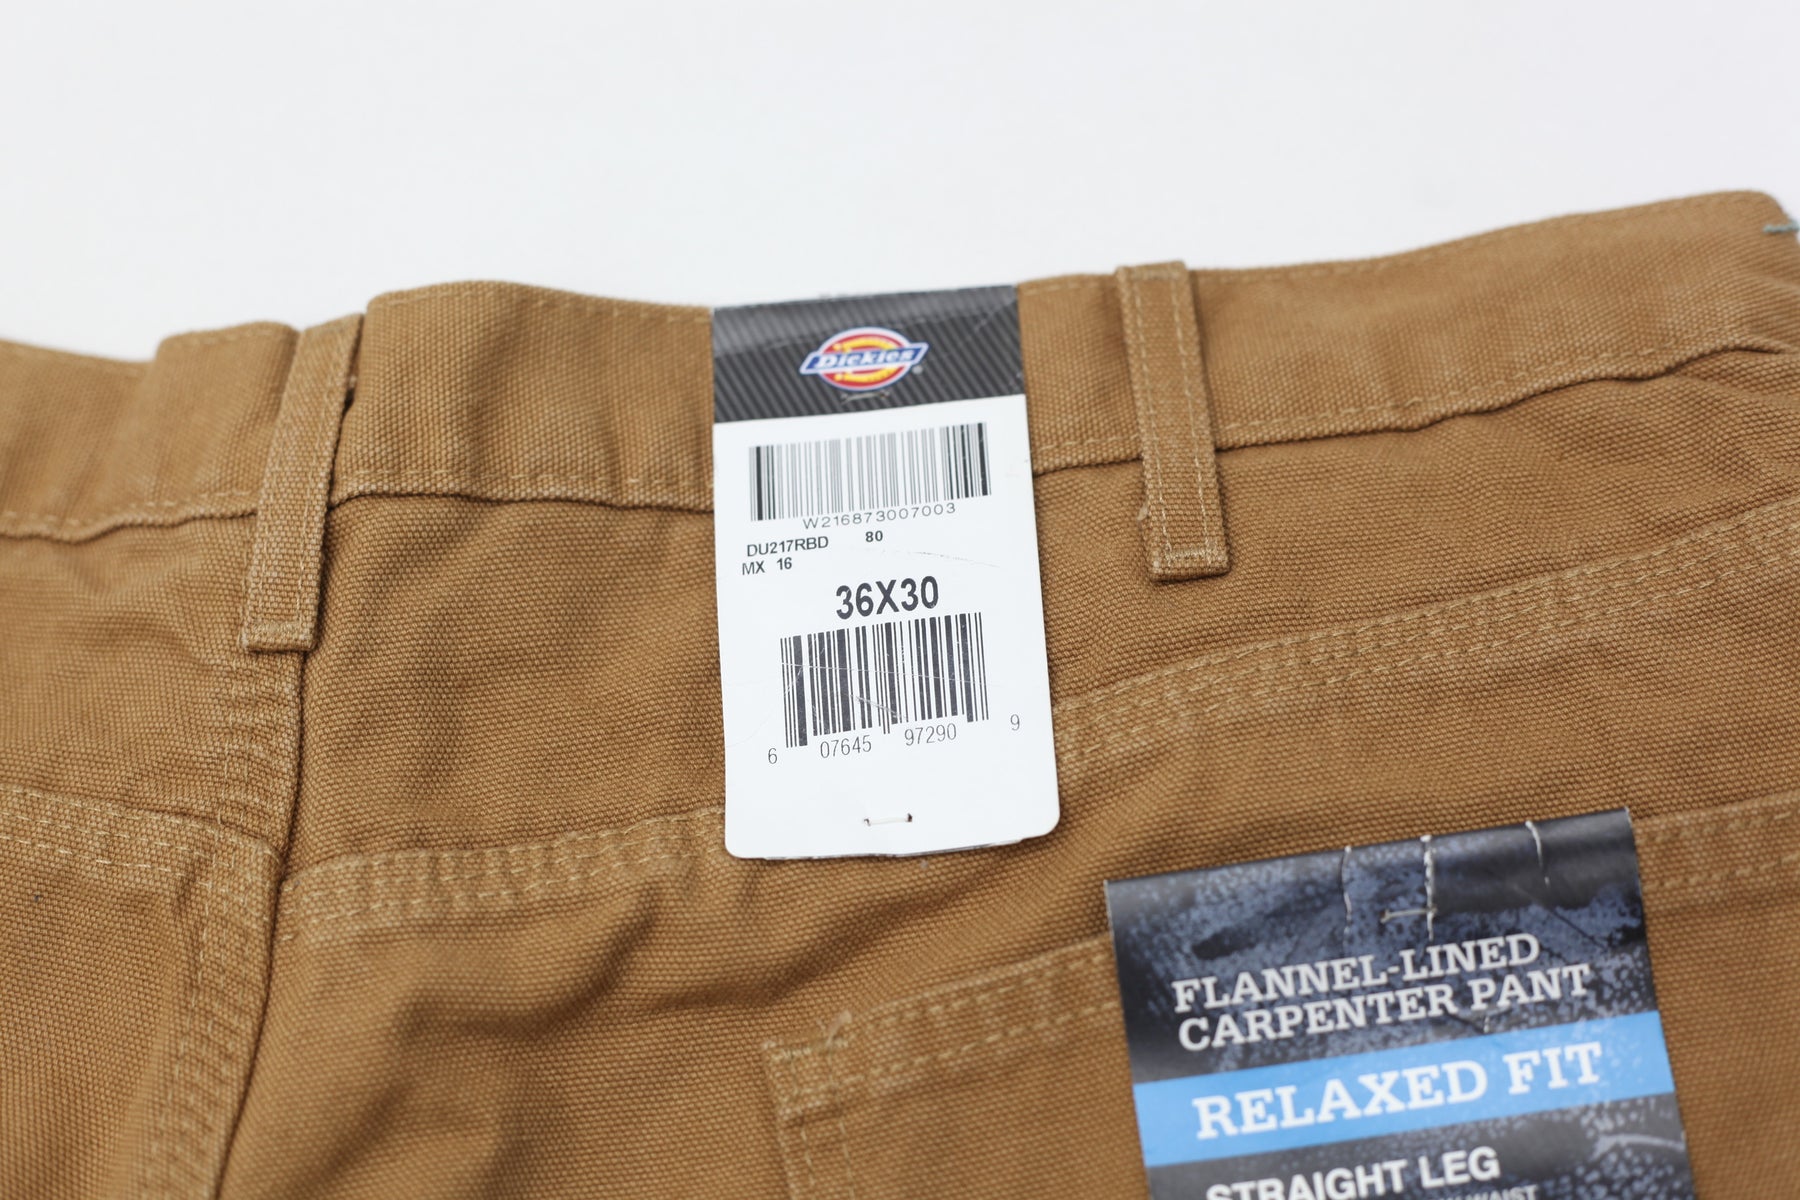 Dickies
W216873007003
DU217RBD 80
MX 16
36X30
6 07645 97290 9
FLANNEL-LINED
CARPENTER PANT
RELAXED FIT
STRAIGHT LEG
WAIST